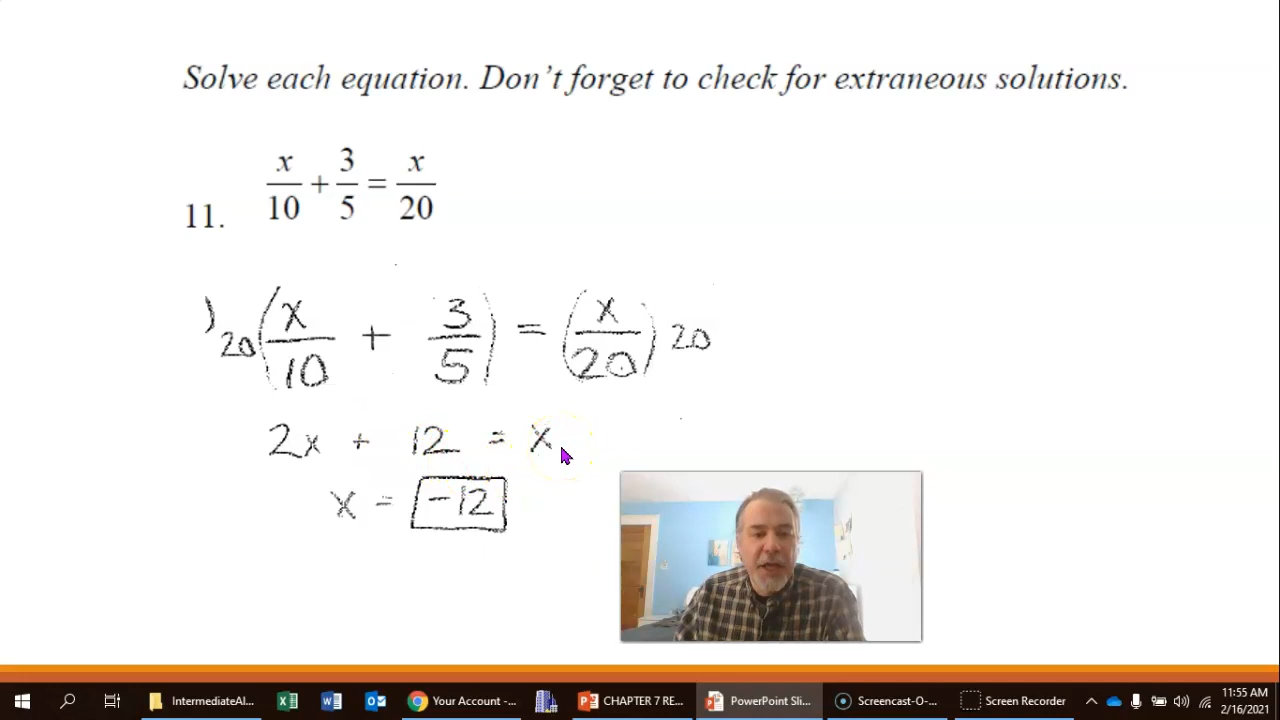 Solve each equation. Don't forget to check for extraneous solutions.
11. x/10 + 3/5 = x/20
) 20 (x/10 + 3/5) = (x/20) 20
2x + 12 = x
x = -12
IntermediateAl... Your Account -... CHAPTER 7 RE... PowerPoint Sli... Screencast-O-... Screen Recorder 11:55 AM
2/16/2021